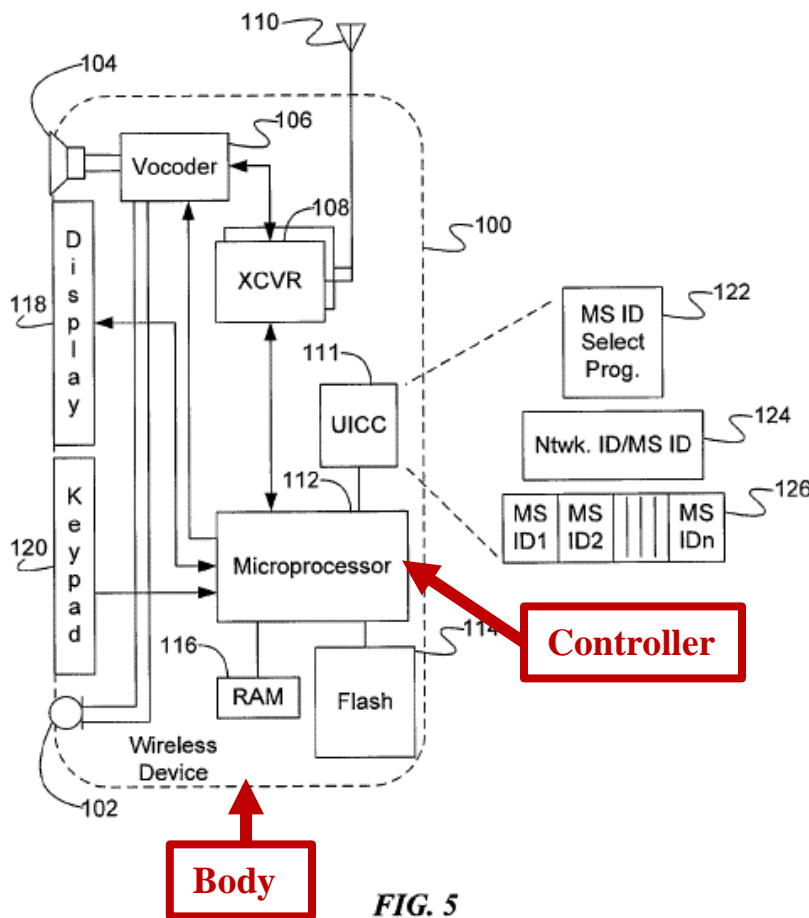 110
104
106
Vocoder
108
XCVR
100
Display
118
122
MS ID
Select
Prog.
111
UICC
124
Ntwk. ID/MS ID
112
126
MS ID1
MS ID2
MS IDn
Keypad
120
Microprocessor
Controller
114
116
RAM
Flash
Wireless
Device
102
Body
FIG. 5